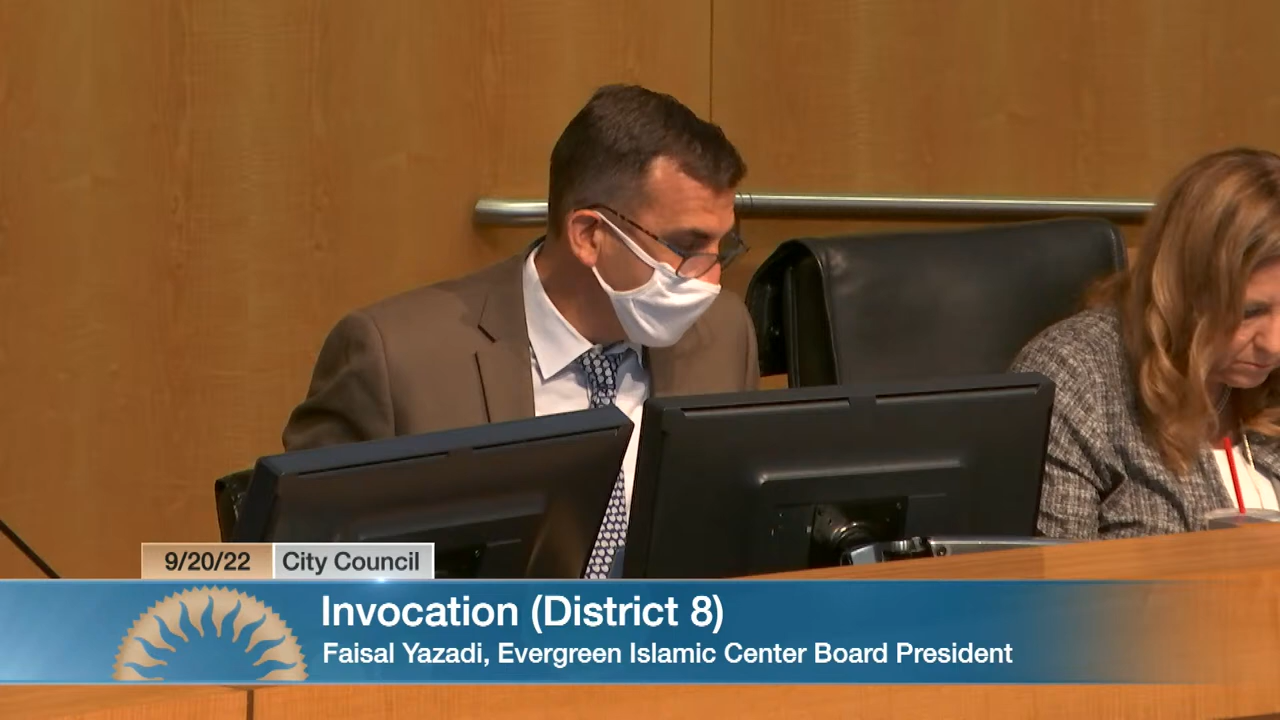 9/20/22 City Council
Invocation (District 8)
Faisal Yazadi, Evergreen Islamic Center Board President